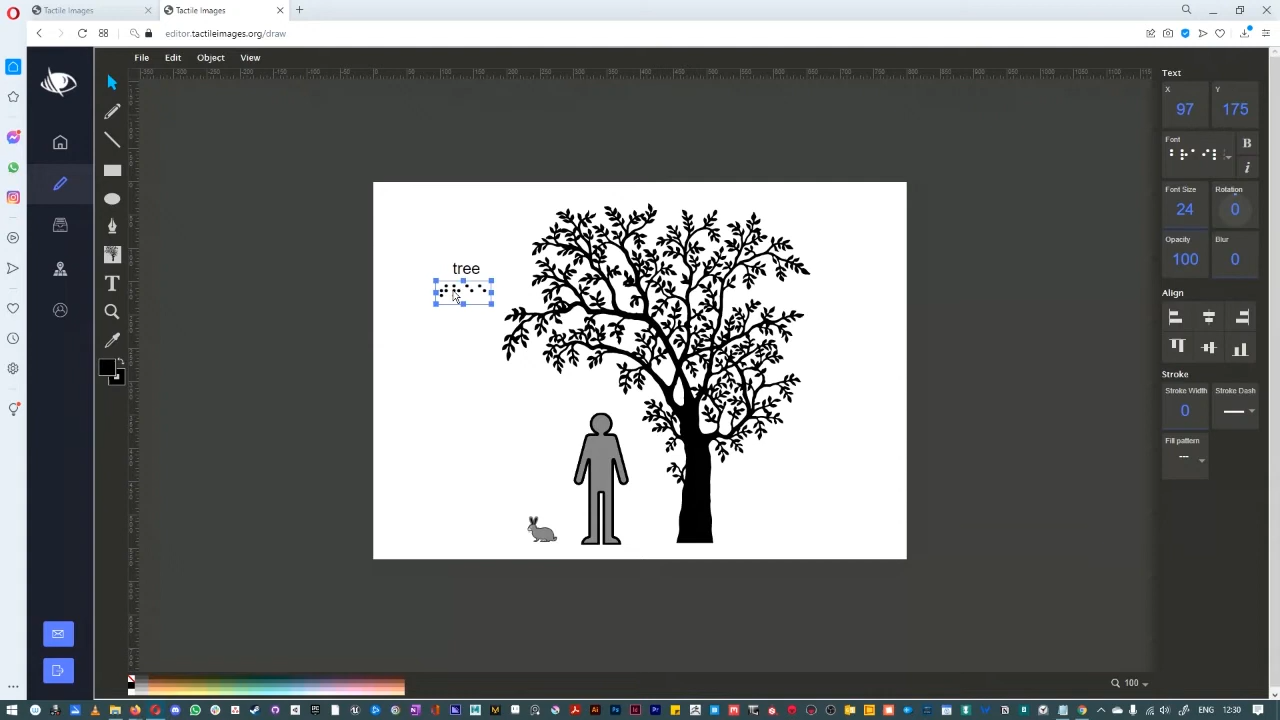 Tactile Images
Tactile Images
editor.tactileimages.org/draw
File Edit Object View
Text
X
Y
97
175
Font
B
i
Font Size
Rotation
24
0
Opacity
Blur
100
0
Align
Stroke
Stroke Width
Stroke Dash
0
Fill pattern
tree
100
ENG
2:30